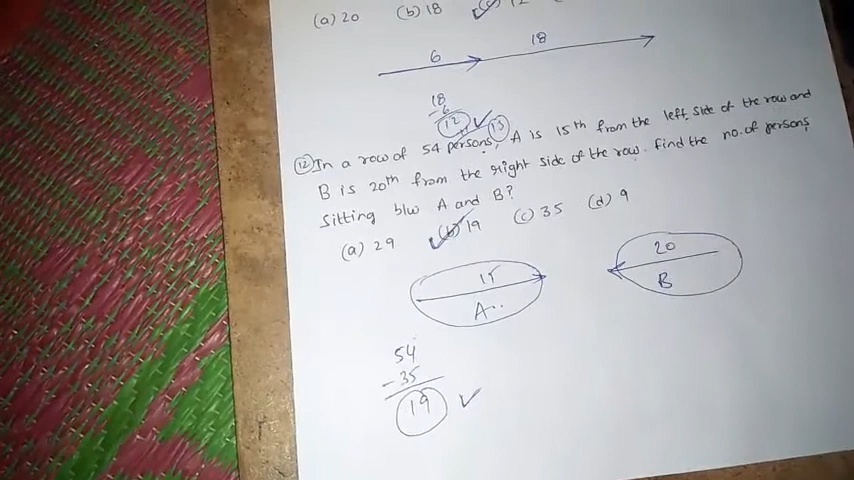 (a) 20 (b) 18 12
6 18
18
- 6
12
(12) In a row of 54 persons, A is 15th from the left side of the row and
B is 20th from the right side of the row. find the no. of persons
sitting b/w A and B?
(a) 29 (b) 19 (c) 35 (d) 9
15 20
A.. B
54
- 35
19